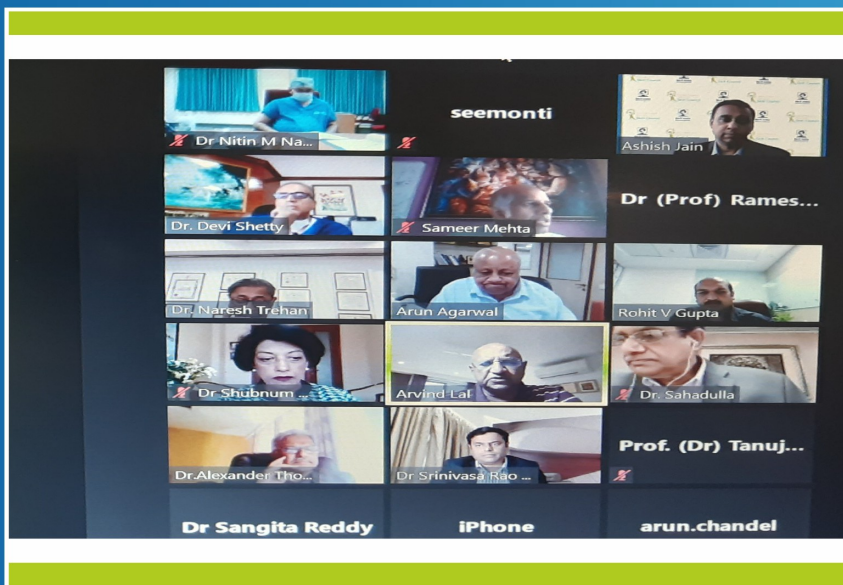 Dr Nitin M Na...
seemonti
Ashish Jain
Dr. Devi Shetty
Sameer Mehta
Dr (Prof) Rames...
Dr. Naresh Trehan
Arun Agarwal
Rohit V Gupta
Dr Shubnum ...
Arvind Lal
Dr. Sahadulla
Dr.Alexander Tho...
Dr Srinivasa Rao ...
Prof. (Dr) Tanuj...
Dr Sangita Reddy
iPhone
arun.chandel